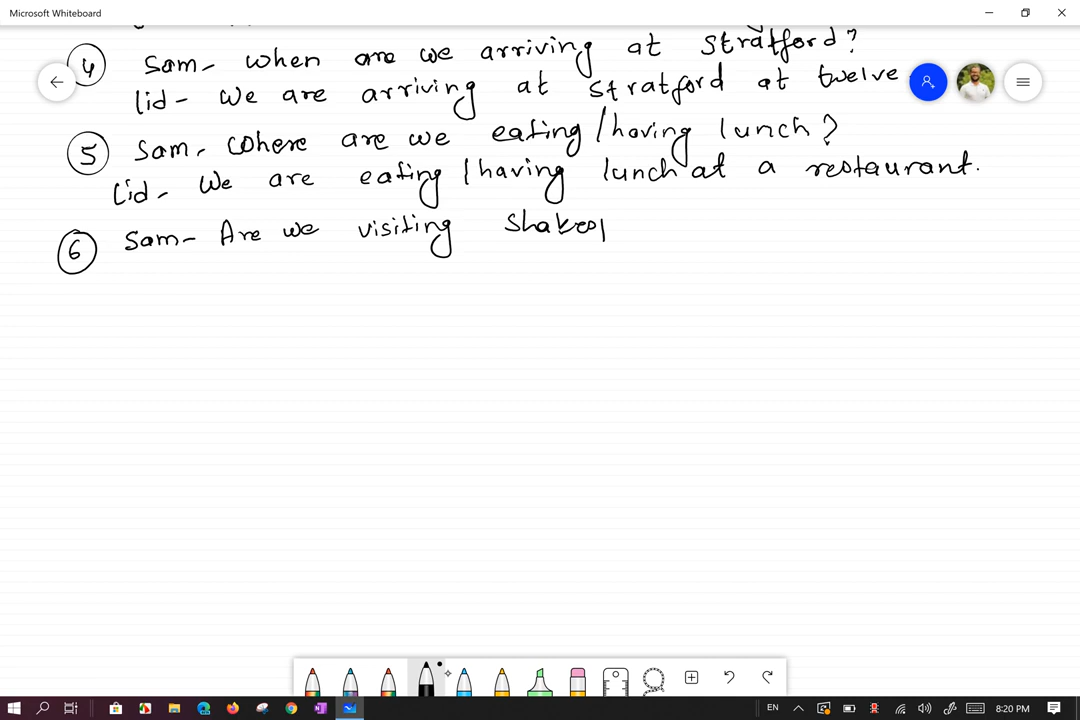 Microsoft Whiteboard
4 Sam- when are we arriving at stratford?
lid- we are arriving at stratford at twelve
5 Sam- where are we eating/having lunch?
lid- We are eating/having lunch at a restaurant.
6 Sam- Are we visiting Shakesp
EN 8:20 PM